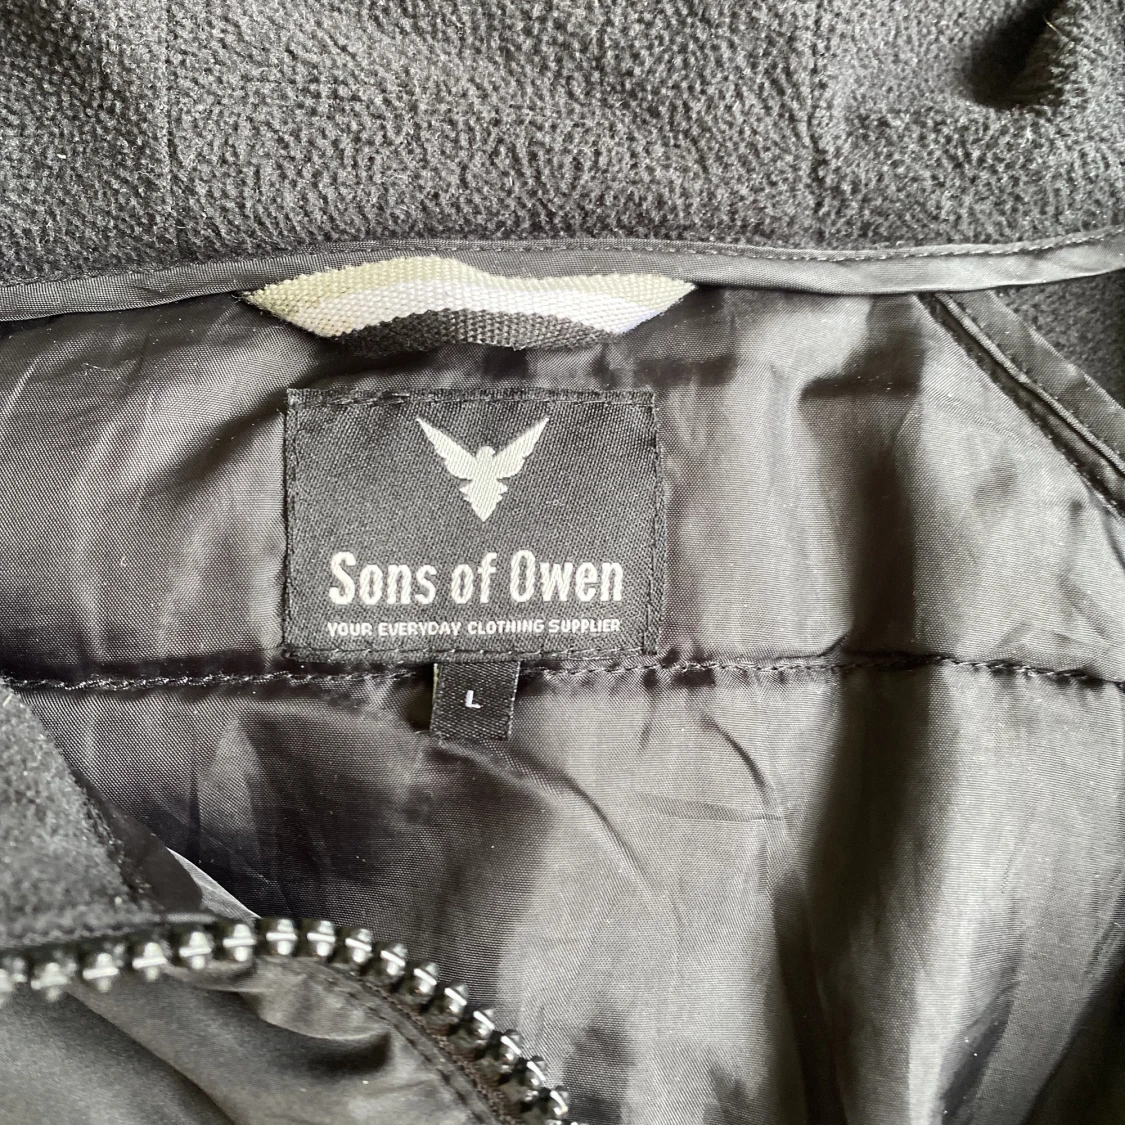 Sons of Owen
YOUR EVERYDAY CLOTHING SUPPLIER
L